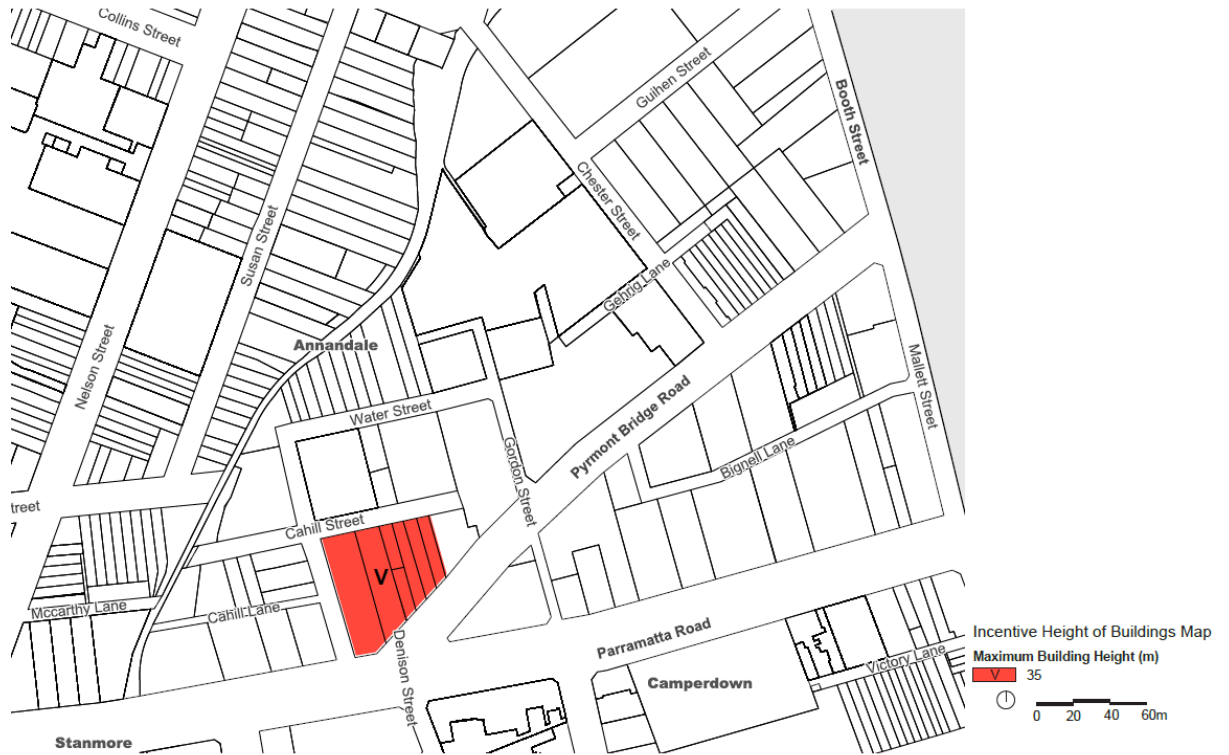 Collins Street
Guihen Street
Booth Street
Chester Street
Susan Street
Gehrig Lane
Nelson Street
Annandale
Mallett Street
Water Street
Pyrmont Bridge Road
Gordon Street
Bignell Lane
treet
Cahill Street
V
Mccarthy Lane
Cahill Lane
Denison Street
Parramatta Road
Victory Lane
Camperdown
Stanmore
Incentive Height of Buildings Map
Maximum Building Height (m)
V 35
0 20 40 60m